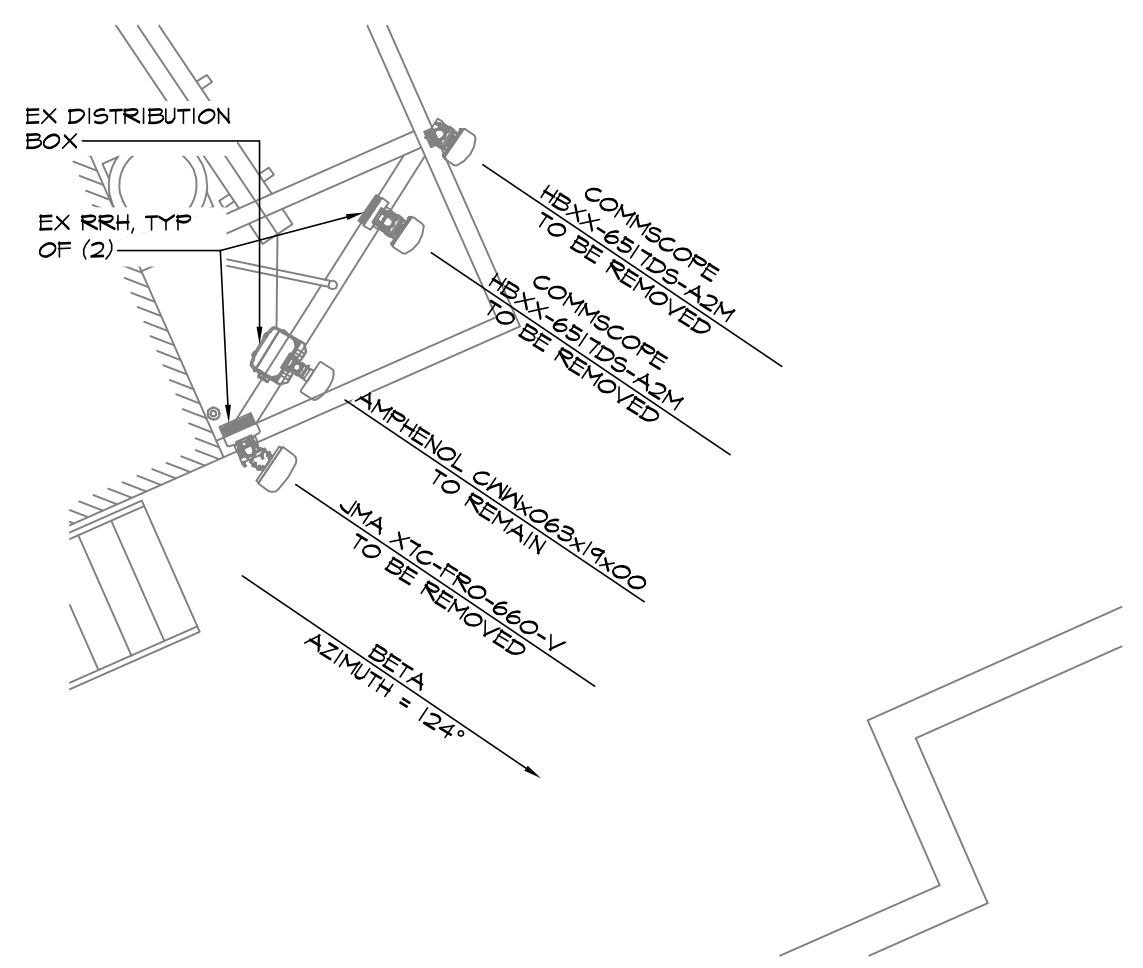 EX DISTRIBUTION
BOX
EX RRH, TYP
OF (2)
COMMSCOPE
HBXX-6517DS-A2M
TO BE REMOVED
COMMSCOPE
HBXX-6517DS-A2M
TO BE REMOVED
AMPHENOL CWWX063x19x00
TO REMAIN
JMA X7C-FRO-660-V
TO BE REMOVED
BETA
AZIMUTH = 124°